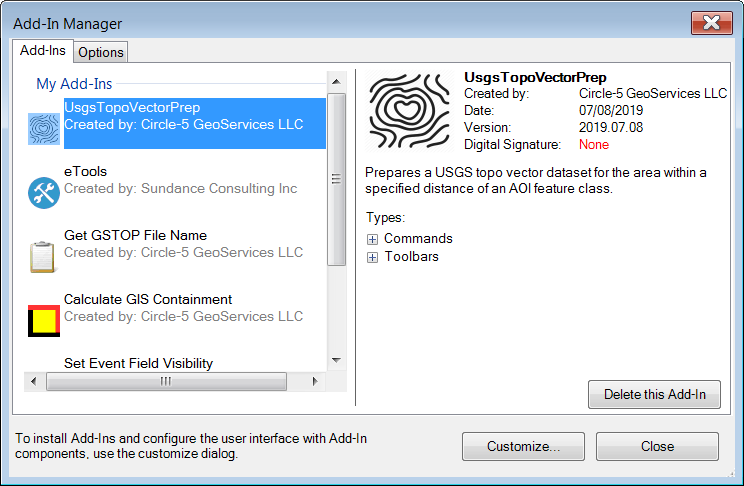 Add-In Manager
Add-Ins
Options
My Add-Ins
UsgsTopoVectorPrep
Created by: Circle-5 GeoServices LLC
eTools
Created by: Sundance Consulting Inc
Get GSTOP File Name
Created by: Circle-5 GeoServices LLC
Calculate GIS Containment
Created by: Circle-5 GeoServices LLC
Set Event Field Visibility
UsgsTopoVectorPrep
Created by: Circle-5 GeoServices LLC
Date: 07/08/2019
Version: 2019.07.08
Digital Signature: None
Prepares a USGS topo vector dataset for the area within a
specified distance of an AOI feature class.
Types:
Commands
Toolbars
Delete this Add-In
To install Add-Ins and configure the user interface with Add-In
components, use the customize dialog.
Customize...
Close